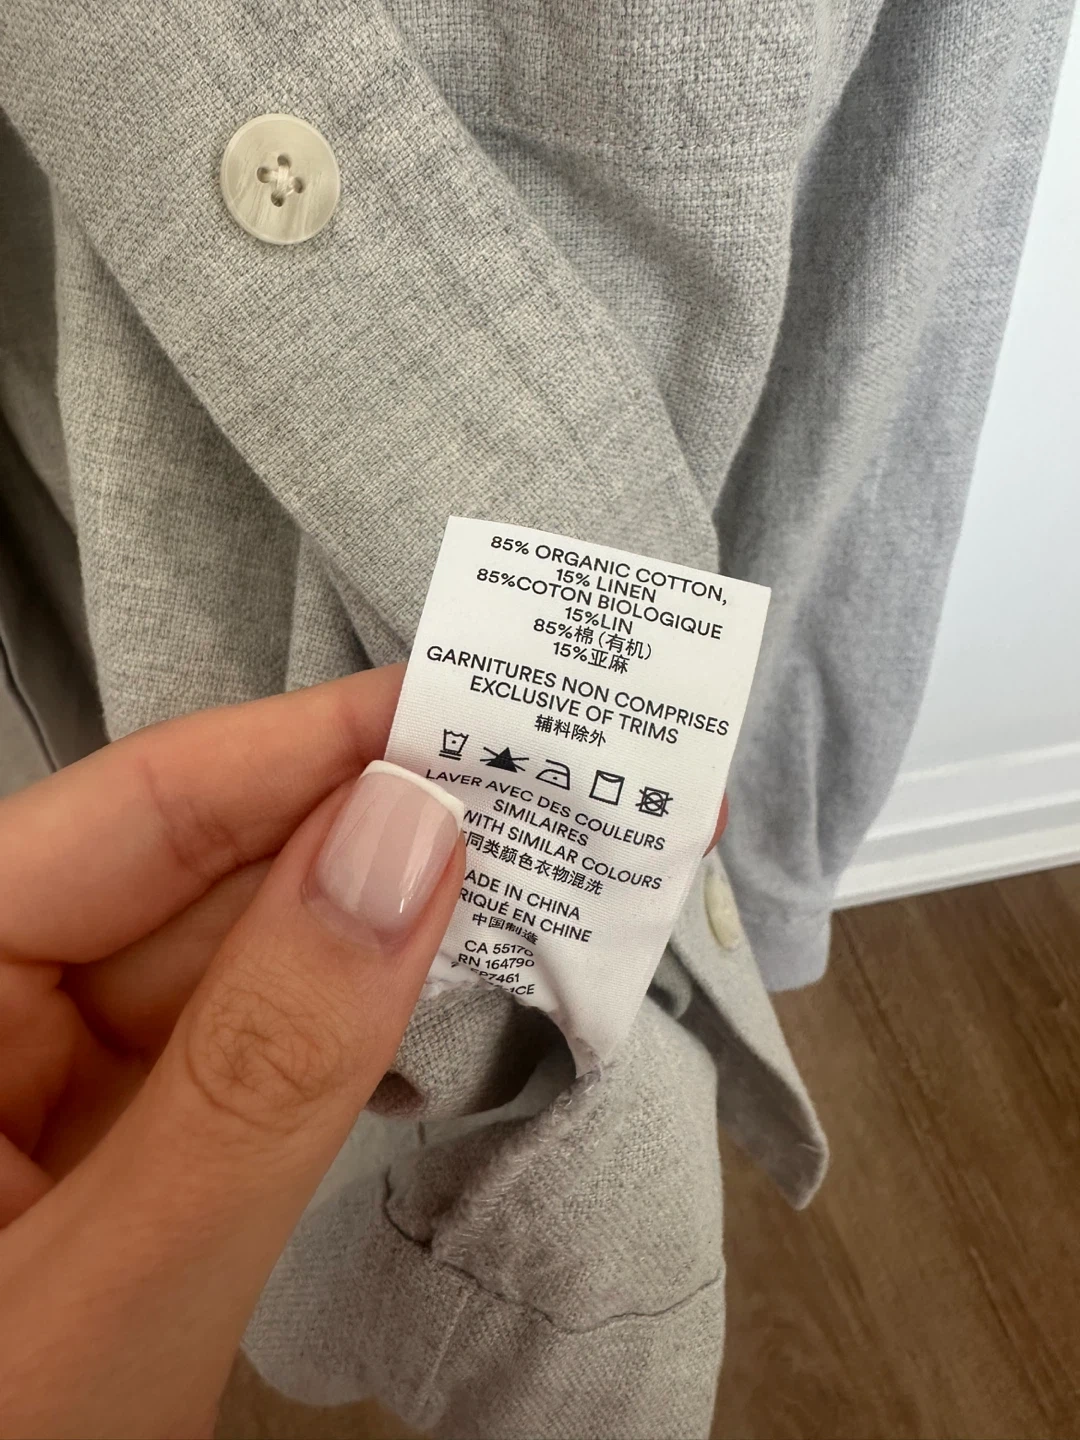 85% ORGANIC COTTON,
15% LINEN
85%COTON BIOLOGIQUE
15%LIN
85%棉(有机)
15%亚麻
GARNITURES NON COMPRISES
EXCLUSIVE OF TRIMS
辅料除外
LAVER AVEC DES COULEURS
SIMILAIRES
WITH SIMILAR COLOURS
同类颜色衣物混洗
ADE IN CHINA
RIQUÉ EN CHINE
中国制造
CA 55170
RN 164790